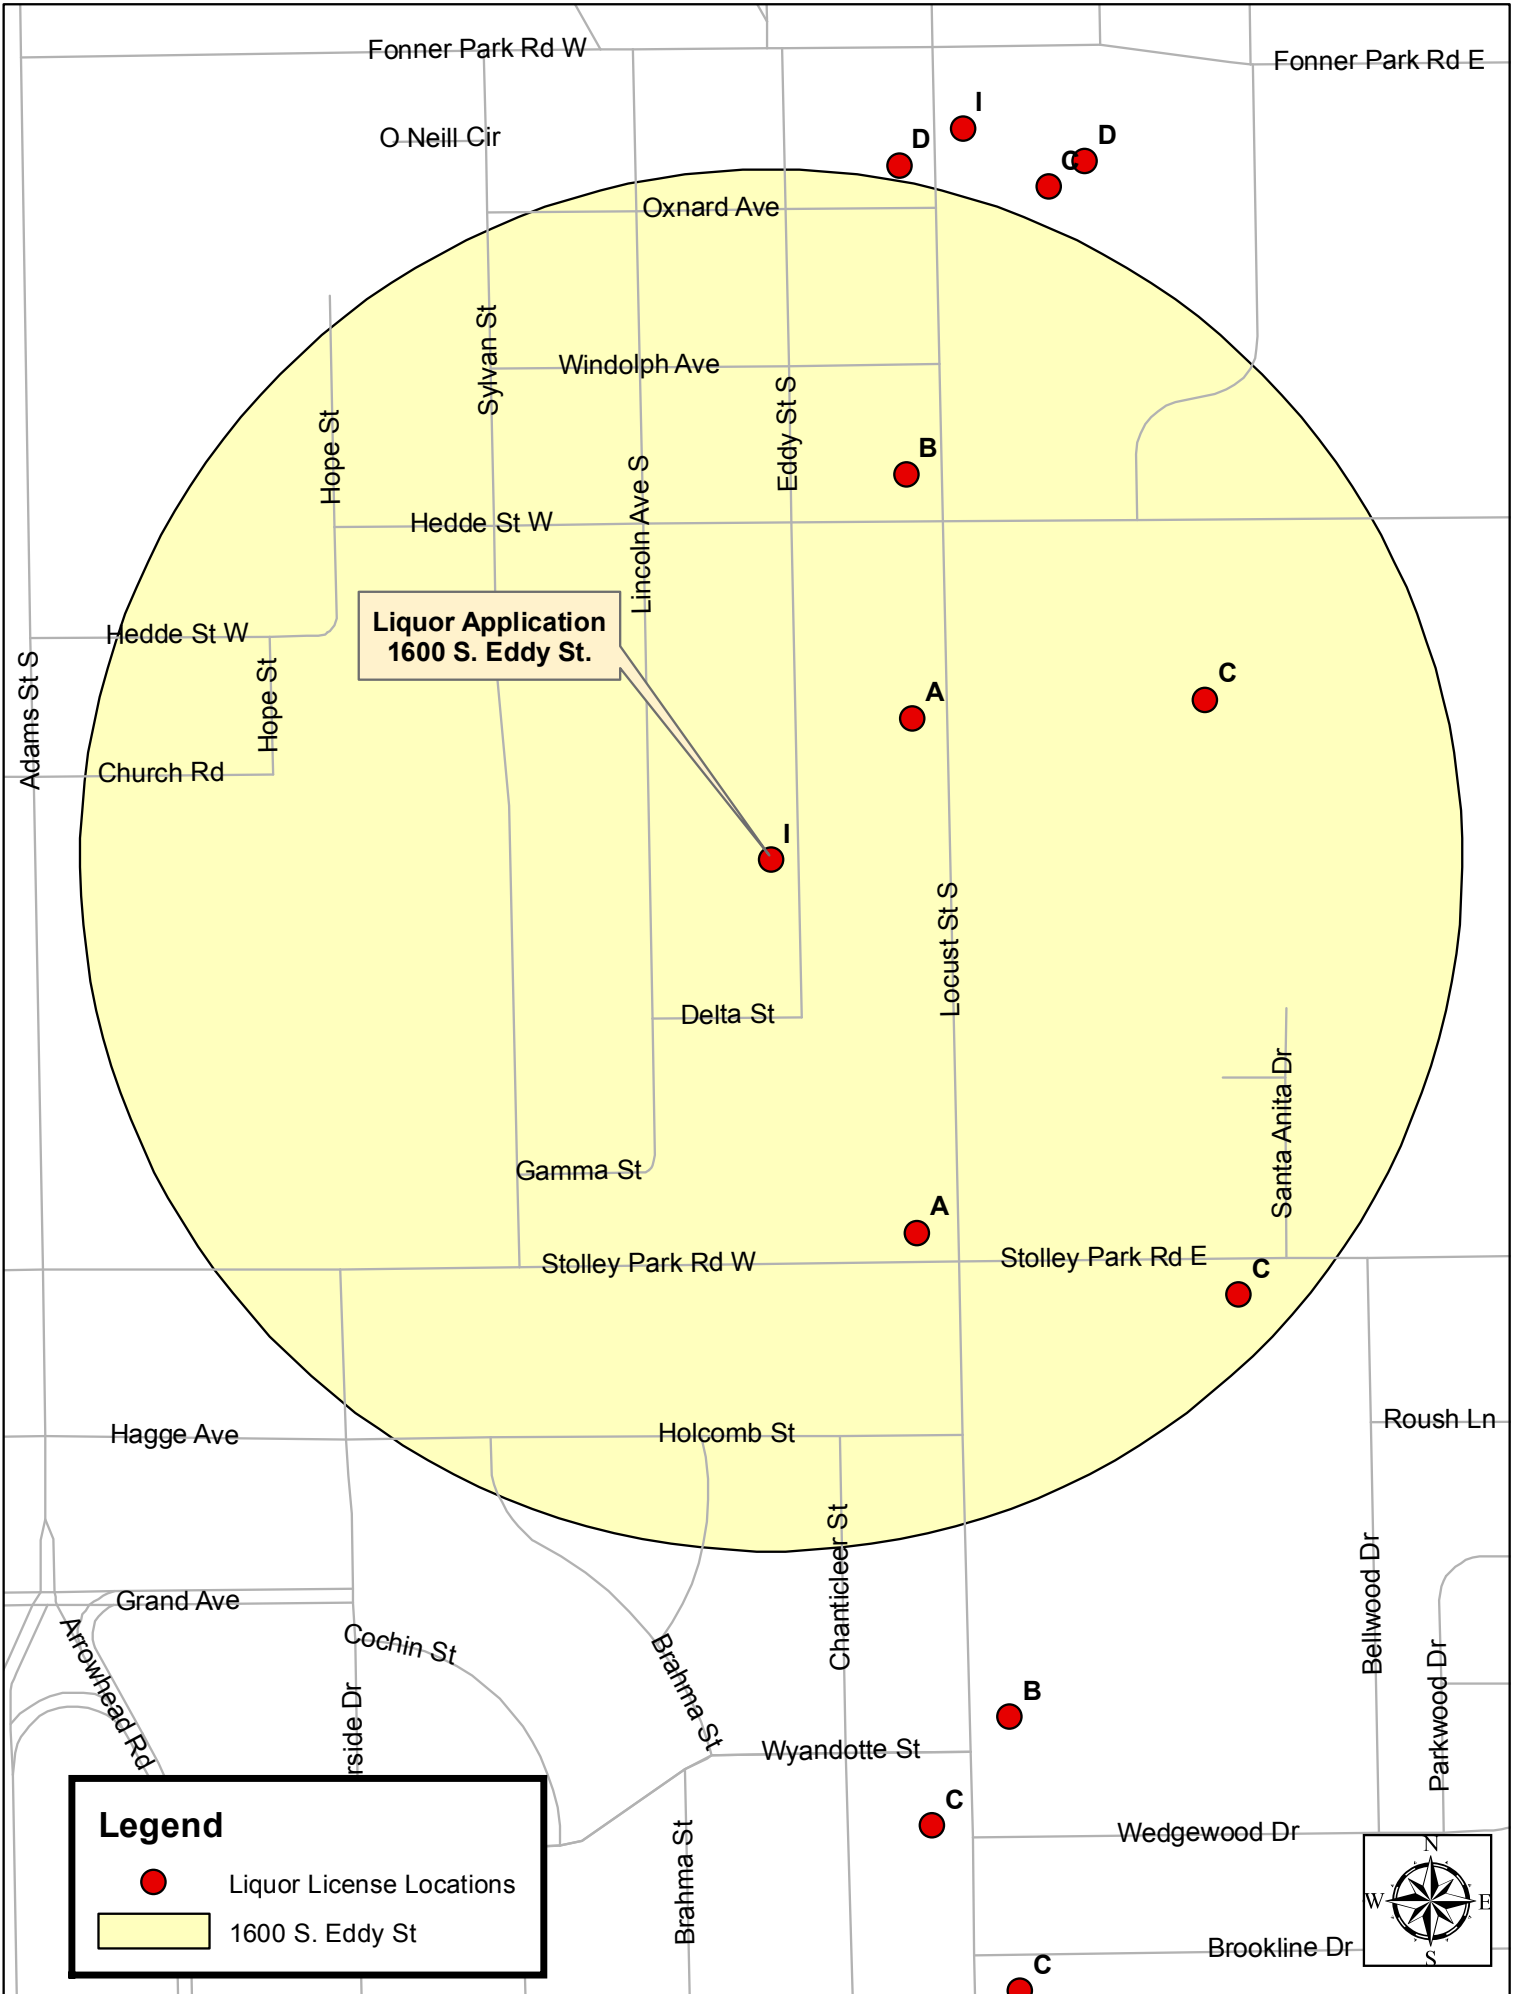 Fonner Park Rd W
Fonner Park Rd E
I
O Neill Cir
D
D
C
Oxnard Ave
Sylvan St
Windolph Ave
Eddy St S
Hope St
B
Lincoln Ave S
Hedde St W
Liquor Application
1600 S. Eddy St.
Hedde St W
Adams St S
Hope St
A
C
Church Rd
I
Locust St S
Delta St
Santa Anita Dr
Gamma St
A
Stolley Park Rd W
Stolley Park Rd E
C
Hagge Ave
Holcomb St
Roush Ln
Chanticleer St
Bellwood Dr
Grand Ave
Arrowhead Rd
Cochin St
Brahma St
Parkwood Dr
rside Dr
B
Wyandotte St
C
Wedgewood Dr
Legend
Liquor License Locations
1600 S. Eddy St
Brahma St
N
W
E
S
Brookline Dr
C